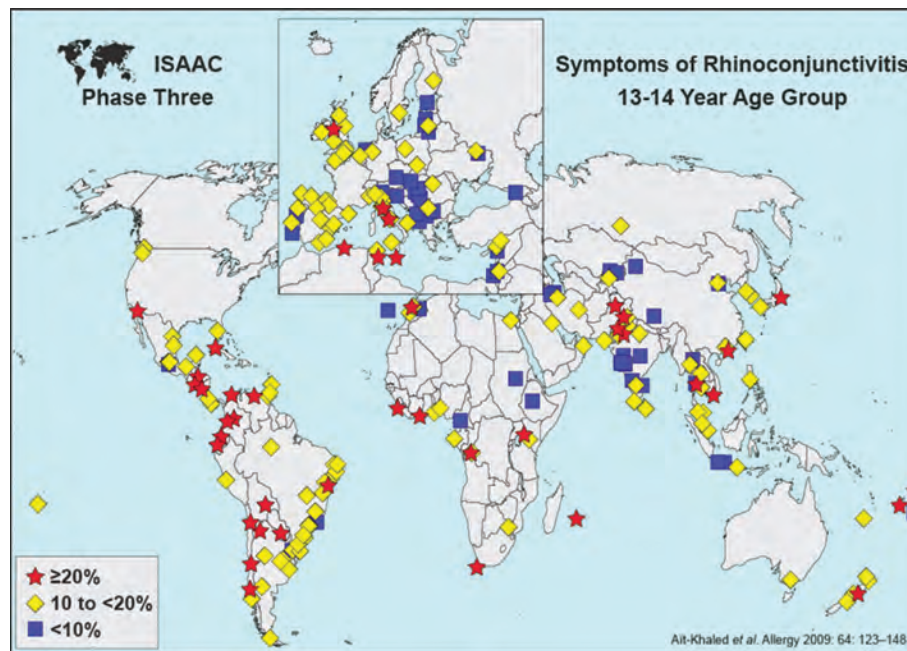 ISAAC
Phase Three
Symptoms of Rhinoconjunctivitis
13-14 Year Age Group
≥20%
10 to <20%
<10%
Ait-Khaled et al. Allergy 2009: 64: 123–148